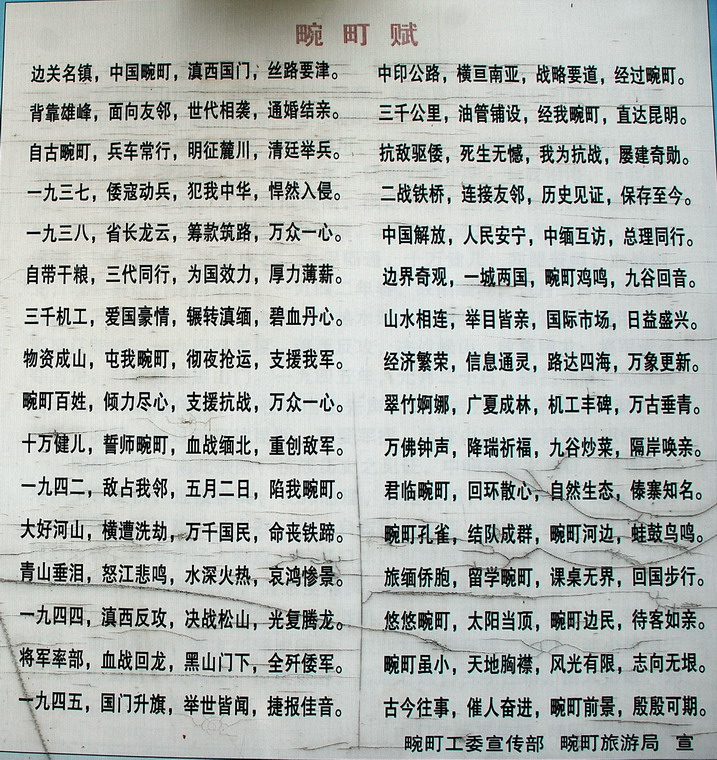 畹町赋
边关名镇，中国畹町，滇西国门，丝路要津。
背靠雄峰，面向友邻，世代相袭，通婚结亲。
自古畹町，兵车常行，明征麓川，清廷举兵。
一九三七，倭寇动兵，犯我中华，悍然入侵。
一九三八，省长龙云，筹款筑路，万众一心。
自带干粮，三代同行，为国效力，厚力薄薪。
三千机工，爱国豪情，辗转滇缅，碧血丹心。
物资成山，屯我畹町，彻夜抢运，支援我军。
畹町百姓，倾力尽心，支援抗战，万众一心。
十万健儿，誓师畹町，血战缅北，重创敌军。
一九四二，敌占我邻，五月二日，陷我畹町。
大好河山，横遭洗劫，万千国民，命丧铁蹄。
青山垂泪，怒江悲鸣，水深火热，哀鸿惨景。
一九四四，滇西反攻，决战松山，光复腾龙。
将军率部，血战回龙，黑山门下，全歼倭军。
一九四五，国门升旗，举世皆闻，捷报佳音。
中印公路，横亘南亚，战略要道，经过畹町。
三千公里，油管铺设，经我畹町，直达昆明。
抗敌驱倭，死生无憾，我为抗战，屡建奇勋。
二战铁桥，连接友邻，历史见证，保存至今。
中国解放，人民安宁，中缅互访，总理同行。
边界奇观，一城两国，畹町鸡鸣，九谷回音。
山水相连，举目皆亲，国际市场，日益盛兴。
经济繁荣，信息通灵，路达四海，万象更新。
翠竹婀娜，广夏成林，机工丰碑，万古垂青。
万佛钟声，降瑞祈福，九谷炒菜，隔岸唤亲。
君临畹町，回环散心，自然生态，傣寨知名。
畹町孔雀，结队成群，畹町河边，蛙鼓鸟鸣。
旅缅侨胞，留学畹町，课桌无界，回国步行。
悠悠畹町，太阳当顶，畹町边民，待客如亲。
畹町虽小，天地胸襟，风光有限，志向无垠。
古今往事，催人奋进，畹町前景，殷殷可期。
畹町工委宣传部 畹町旅游局 宣